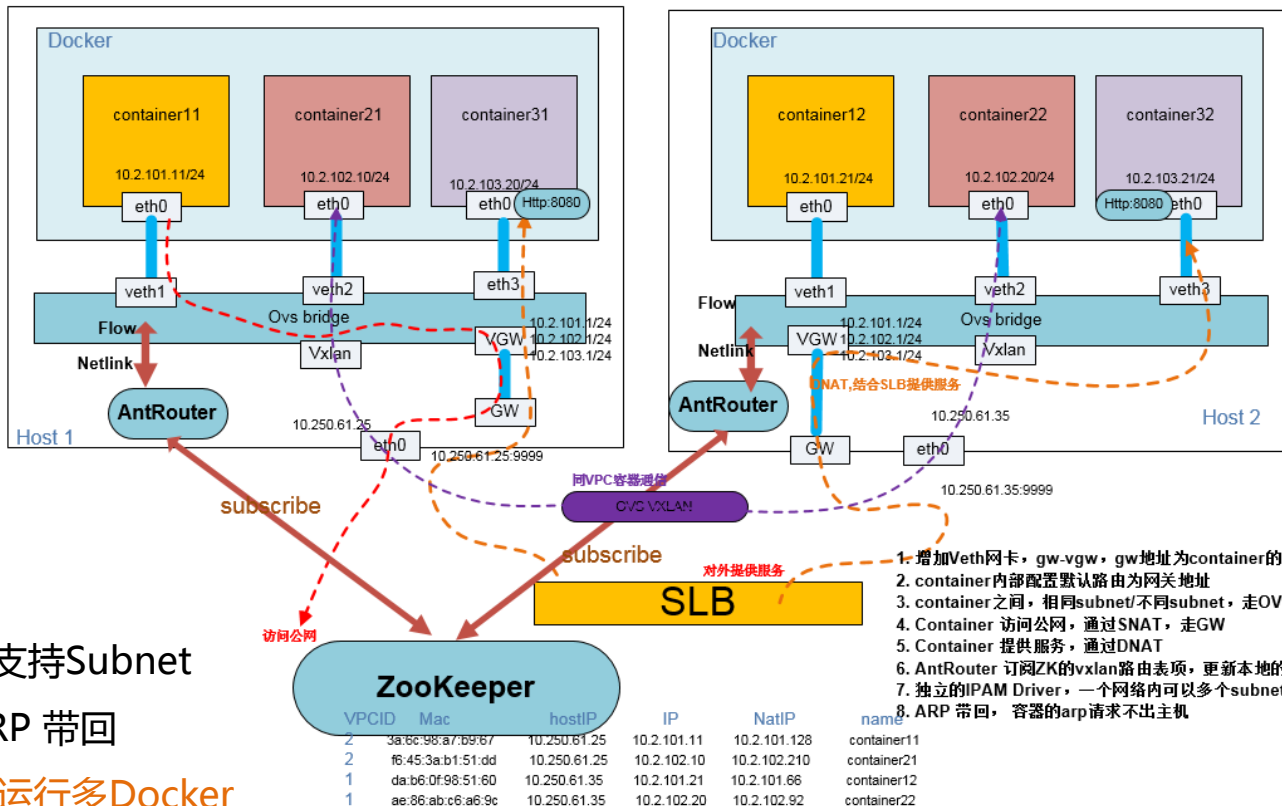 Docker
container11
container21
container31
10.2.101.11/24
10.2.102.10/24
10.2.103.20/24
eth0
eth0
eth0
Http:8080
veth1
veth2
eth3
Ovs bridge
Flow
Netlink
Vxlan
VGW
10.2.101.1/24
10.2.102.1/24
10.2.103.1/24
AntRouter
GW
10.250.61.25
eth0
10.250.61.25:9999
Host 1
Docker
container12
container22
container32
10.2.101.21/24
10.2.102.20/24
10.2.103.21/24
eth0
eth0
Http:8080
eth0
veth1
veth2
veth3
Flow
Netlink
Ovs bridge
VGW
10.2.101.1/24
10.2.102.1/24
10.2.103.1/24
Vxlan
DNAT,结合SLB提供服务
AntRouter
10.250.61.35
Host 2
GW
eth0
10.250.61.35:9999
同VPC容器通信
OVS VXLAN
subscribe
subscribe
对外提供服务
SLB
访问公网
ZooKeeper
1. 增加Veth网卡，gw-vgw，gw地址为container的
2. container内部配置默认路由为网关地址
3. container之间，相同subnet/不同subnet，走OV
4. Container 访问公网，通过SNAT，走GW
5. Container 提供服务，通过DNAT
6. AntRouter 订阅ZK的vxlan路由表项，更新本地的
7. 独立的IPAM Driver，一个网络内可以多个subnet
8. ARP 带回， 容器的arp请求不出主机
支持Subnet
RP 带回
运行多Docker
VPCID Mac hostIP IP NatIP name
2 3a:6c:98:a7:b9:67 10.250.61.25 10.2.101.11 10.2.101.128 container11
2 f6:45:3a:b1:51:dd 10.250.61.25 10.2.102.10 10.2.102.210 container21
1 da:b6:0f:98:51:60 10.250.61.35 10.2.101.21 10.2.101.66 container12
1 ae:86:ab:c6:a6:9c 10.250.61.35 10.2.102.20 10.2.102.92 container22